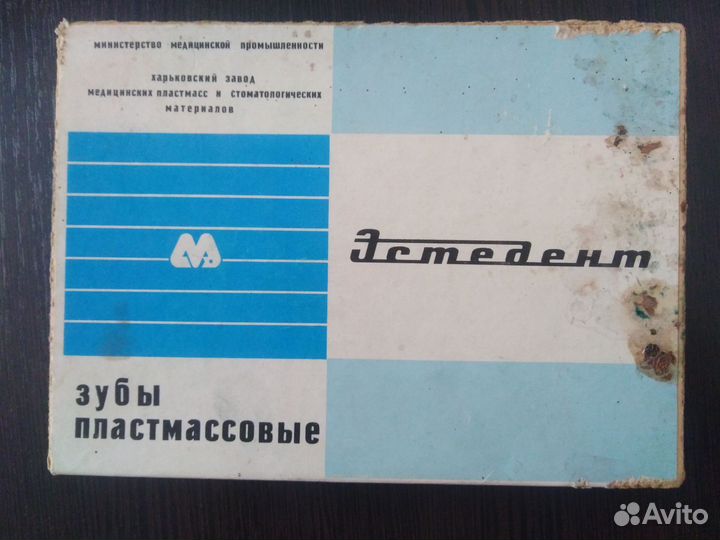 министерство медицинской промышленности
харьковский завод
медицинских пластмасс и стоматологических
материалов
Эстедент
зубы
пластмассовые
Avito